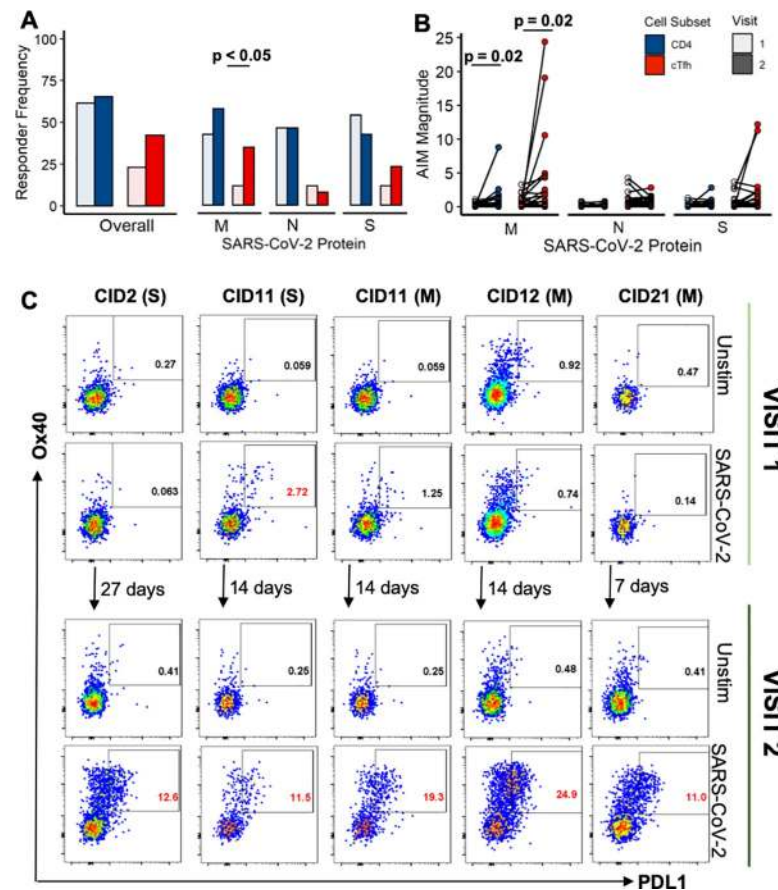 A
Responder Frequency
100
75
50
25
0
p < 0.05
Overall
M
N
S
SARS-CoV-2 Protein
B
AIM Magnitude
25
20
15
10
5
0
p = 0.02
p = 0.02
M
N
S
SARS-CoV-2 Protein
Cell Subset
CD4
cTfh
Visit
1
2
C
CID2 (S) CID11 (S) CID11 (M) CID12 (M) CID21 (M)
0.27 0.059 0.059 0.92 0.47
Unstim
0.063 2.72 1.25 0.74 0.14
SARS-CoV-2
VISIT 1
27 days 14 days 14 days 14 days 7 days
0.41 0.25 0.25 0.48 0.41
Unstim
12.6 11.5 19.3 24.9 11.0
SARS-CoV-2
VISIT 2
Ox40
PDL1